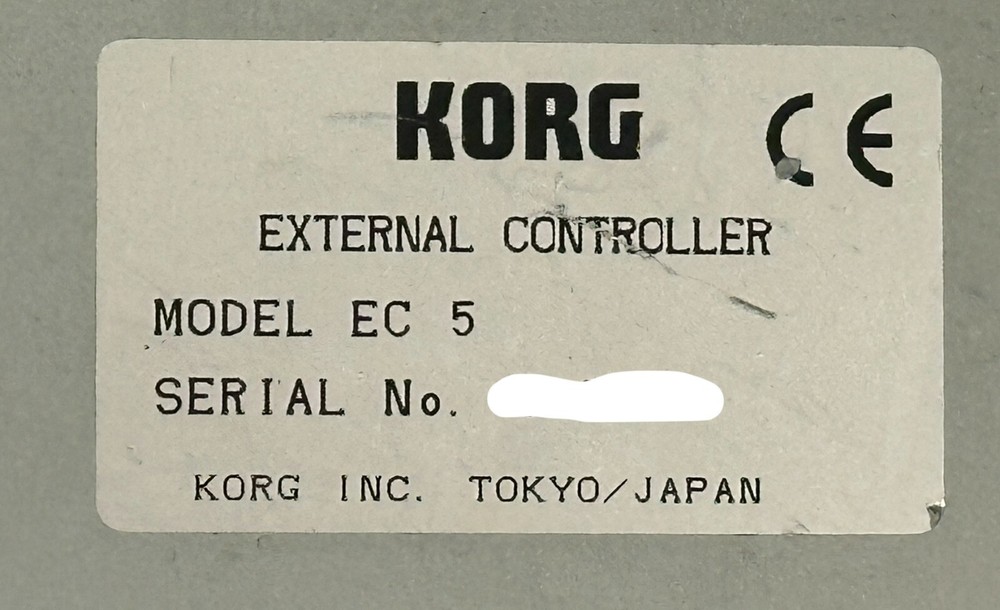 KORG CE
EXTERNAL CONTROLLER
MODEL EC 5
SERIAL No.
KORG INC. TOKYO/JAPAN